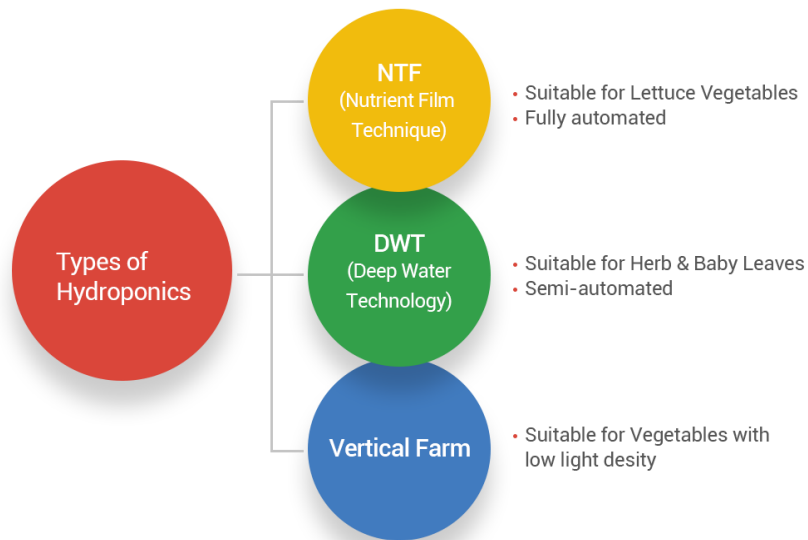 Types of
Hydroponics
NTF
(Nutrient Film
Technique)
• Suitable for Lettuce Vegetables
• Fully automated
DWT
(Deep Water
Technology)
• Suitable for Herb & Baby Leaves
• Semi-automated
Vertical Farm
• Suitable for Vegetables with
low light desity